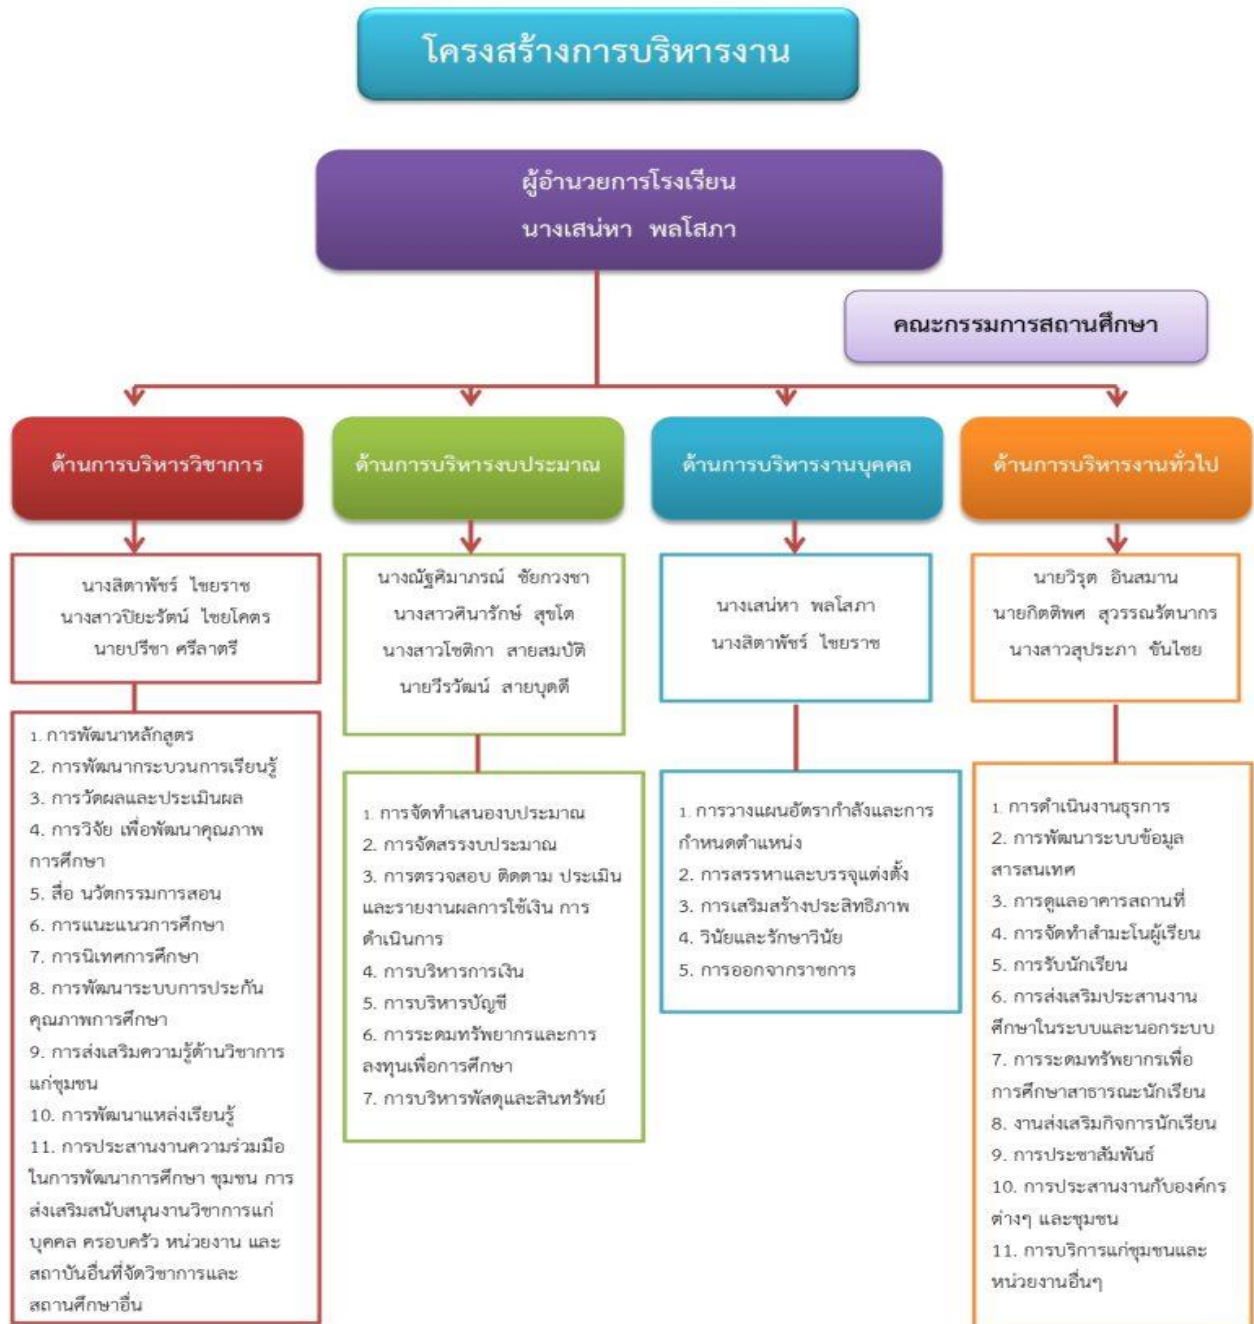 โครงสร้างการบริหารงาน
ผู้อำนวยการโรงเรียน
นางเสน่หา พลโสภา
คณะกรรมการสถานศึกษา
ด้านการบริหารวิชาการ
นางสิตาพัชร์ ไชยราช
นางสาวปิยะรัตน์ ไชยโคตร
นายปรีชา ศรีลาตรี
1. การพัฒนาหลักสูตร
2. การพัฒนากระบวนการเรียนรู้
3. การวัดผลและประเมินผล
4. การวิจัย เพื่อพัฒนาคุณภาพ
การศึกษา
5. สื่อ นวัตกรรมการสอน
6. การแนะแนวการศึกษา
7. การนิเทศการศึกษา
8. การพัฒนาระบบการประกัน
คุณภาพการศึกษา
9. การส่งเสริมความรู้ด้านวิชาการ
แก่ชุมชน
10. การพัฒนาแหล่งเรียนรู้
11. การประสานงานความร่วมมือ
ในการพัฒนาการศึกษา ชุมชน การ
ส่งเสริมสนับสนุนงานวิชาการแก่
บุคคล ครอบครัว หน่วยงาน และ
สถาบันอื่นที่จัดวิชาการและ
สถานศึกษาอื่น
ด้านการบริหารงบประมาณ
นางณัฐศิมาภรณ์ ชัยกวงชา
นางสาวศินารักษ์ สุขโต
นางสาวโชติกา สายสมบัติ
นายวีรวัฒน์ สายบุดดี
1. การจัดทำเสนองบประมาณ
2. การจัดสรรงบประมาณ
3. การตรวจสอบ ติดตาม ประเมิน
และรายงานผลการใช้เงิน การ
ดำเนินการ
4. การบริหารการเงิน
5. การบริหารบัญชี
6. การระดมทรัพยากรและการ
ลงทุนเพื่อการศึกษา
7. การบริหารพัสดุและสินทรัพย์
ด้านการบริหารงานบุคคล
นางเสน่หา พลโสภา
นางสิตาพัชร์ ไชยราช
1. การวางแผนอัตรากำลังและการ
กำหนดตำแหน่ง
2. การสรรหาและบรรจุแต่งตั้ง
3. การเสริมสร้างประสิทธิภาพ
4. วินัยและรักษาวินัย
5. การออกจากราชการ
ด้านการบริหารงานทั่วไป
นายวิรุต อินสมาน
นายกิตติพศ สุวรรณรัตนากร
นางสาวสุประภา ขันไชย
1. การดำเนินงานธุรการ
2. การพัฒนาระบบข้อมูล
สารสนเทศ
3. การดูแลอาคารสถานที่
4. การจัดทำสำมะโนผู้เรียน
5. การรับนักเรียน
6. การส่งเสริมประสานงาน
ศึกษาในระบบและนอกระบบ
7. การระดมทรัพยากรเพื่อ
การศึกษาสาธารณะนักเรียน
8. งานส่งเสริมกิจการนักเรียน
9. การประชาสัมพันธ์
10. การประสานงานกับองค์กร
ต่างๆ และชุมชน
11. การบริการแก่ชุมชนและ
หน่วยงานอื่นๆ